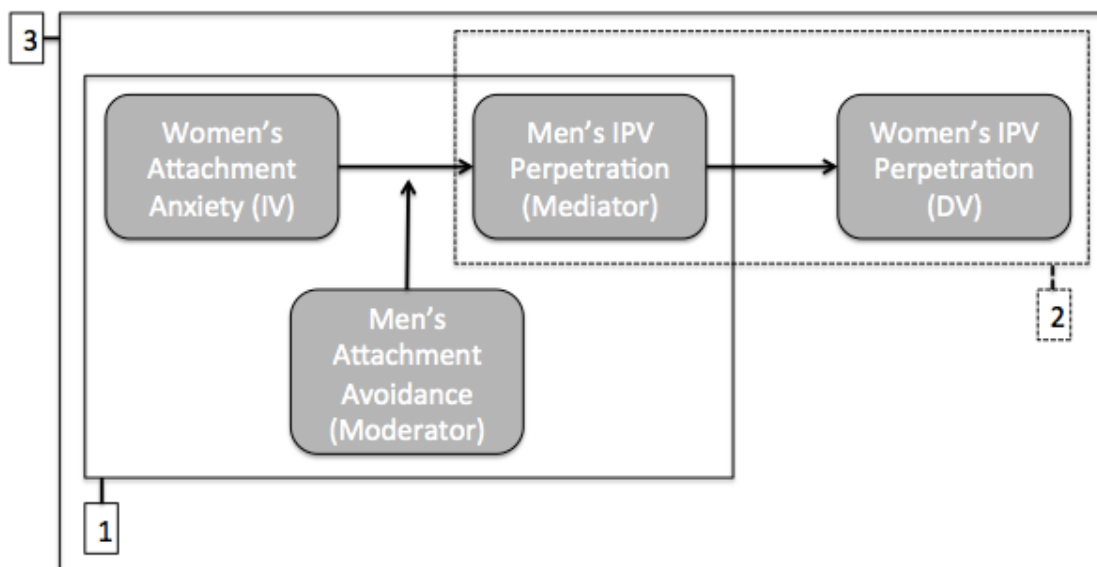 3
Women's
Attachment
Anxiety (IV)
Men's IPV
Perpetration
(Mediator)
Women's IPV
Perpetration
(DV)
Men's
Attachment
Avoidance
(Moderator)
2
1